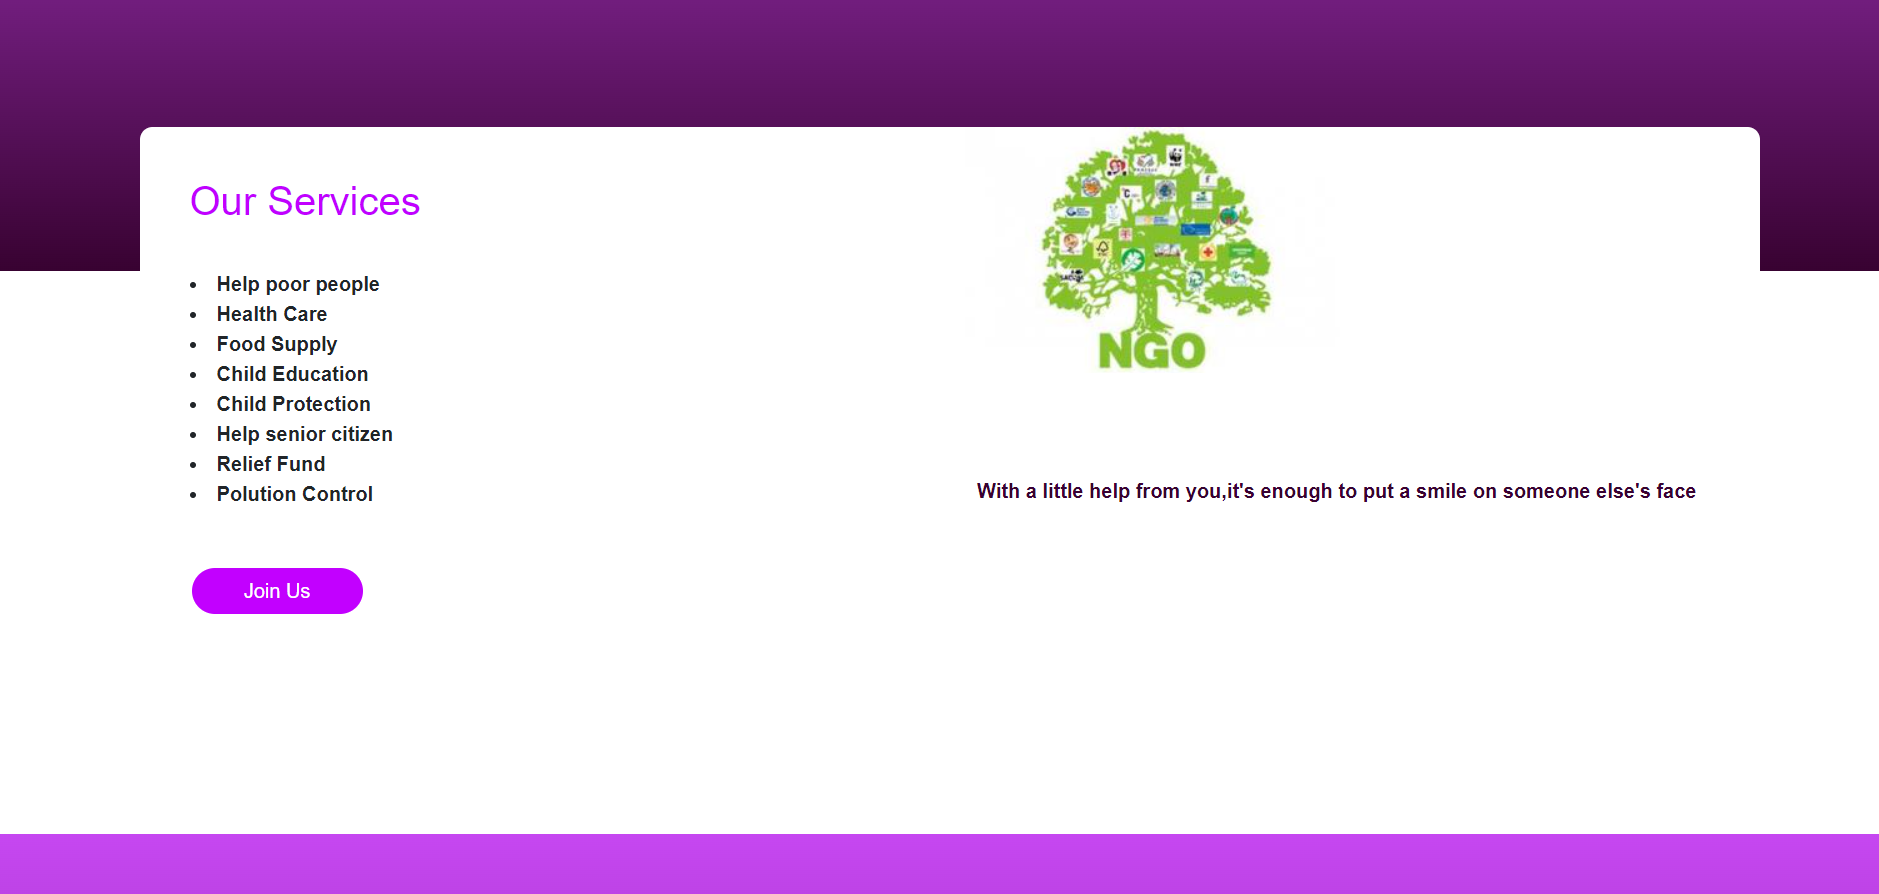 Our Services
Help poor people
Health Care
Food Supply
Child Education
Child Protection
Help senior citizen
Relief Fund
Polution Control
Join Us
NGO
With a little help from you,it's enough to put a smile on someone else's face